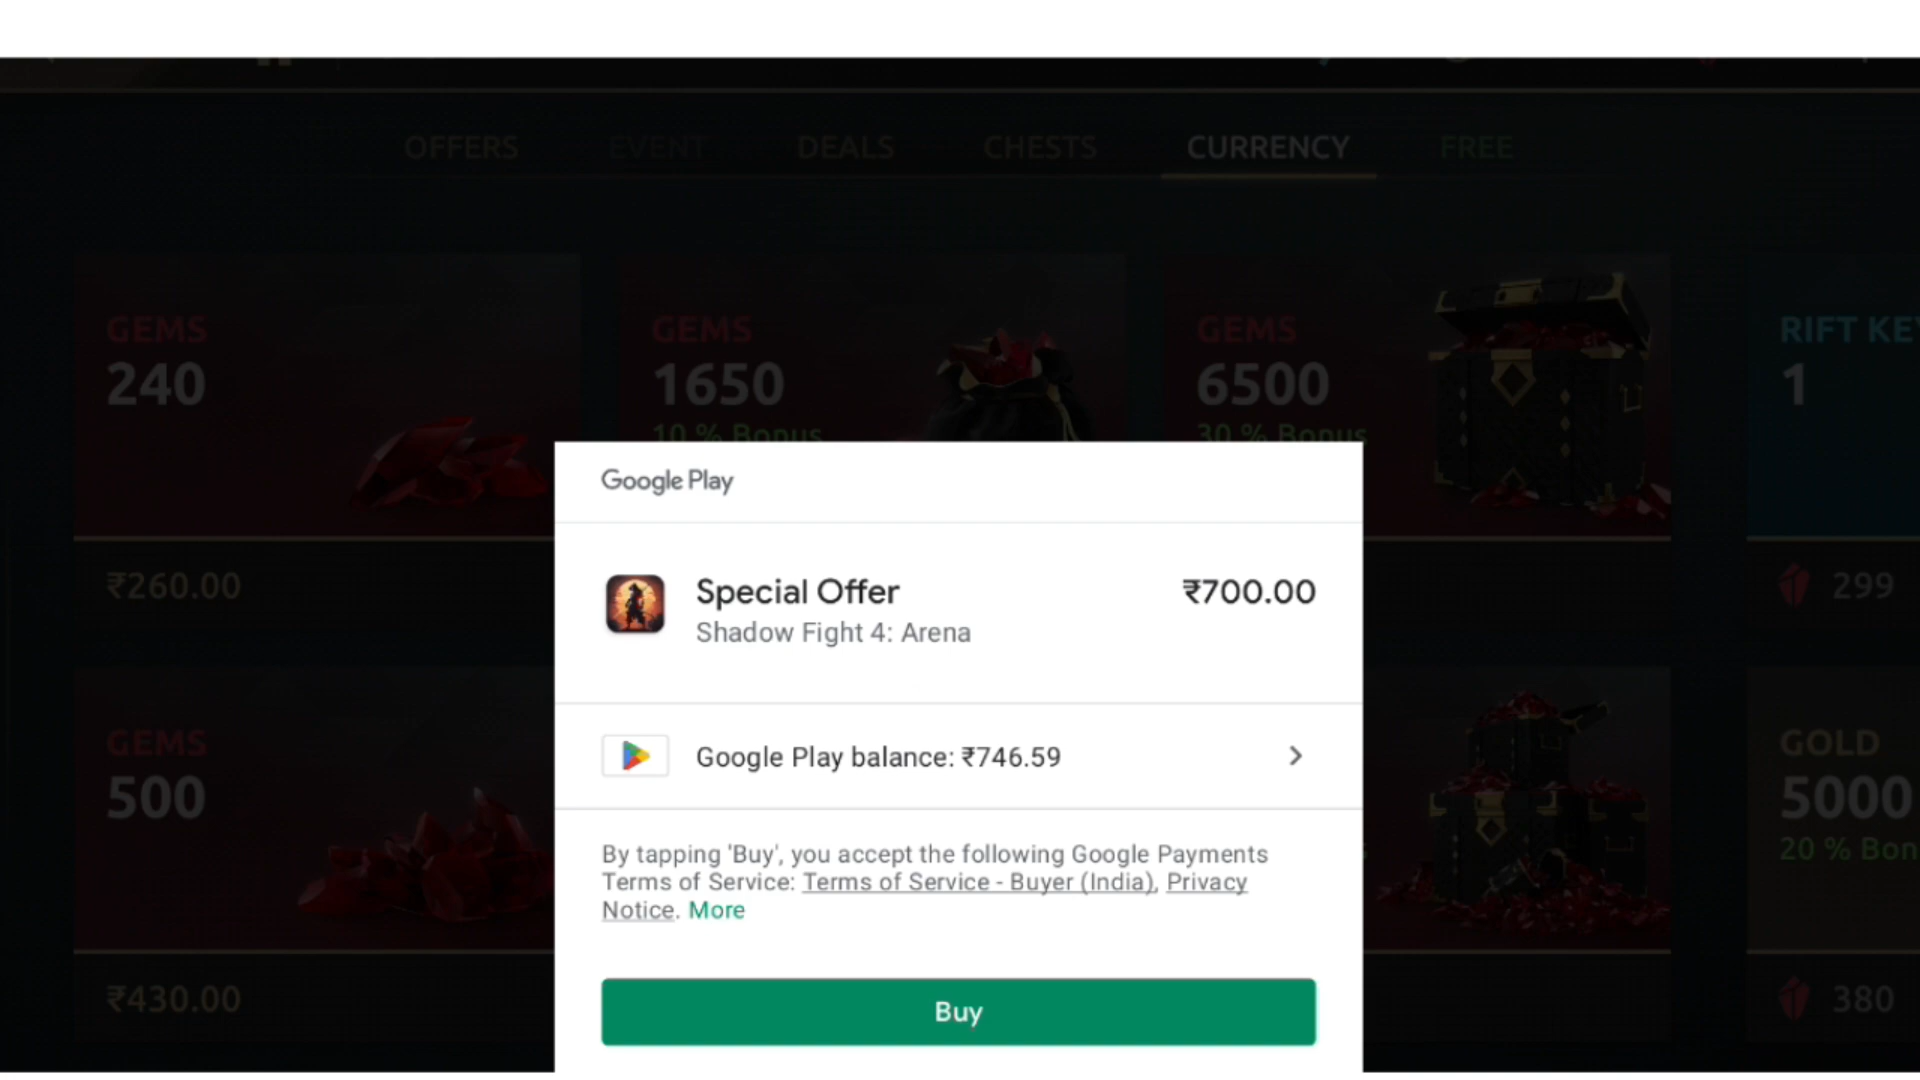 OFFERS EVENT DEALS CHESTS CURRENCY FREE
GEMS
240
₹260.00
GEMS
1650
10 % Bonus
GEMS
6500
30 % Bonus
RIFT KE
1
299
GEMS
500
₹430.00
GOLD
5000
20 % Bon
380
Google Play
Special Offer ₹700.00
Shadow Fight 4: Arena
Google Play balance: ₹746.59
By tapping 'Buy', you accept the following Google Payments
Terms of Service: Terms of Service - Buyer (India), Privacy
Notice. More
Buy